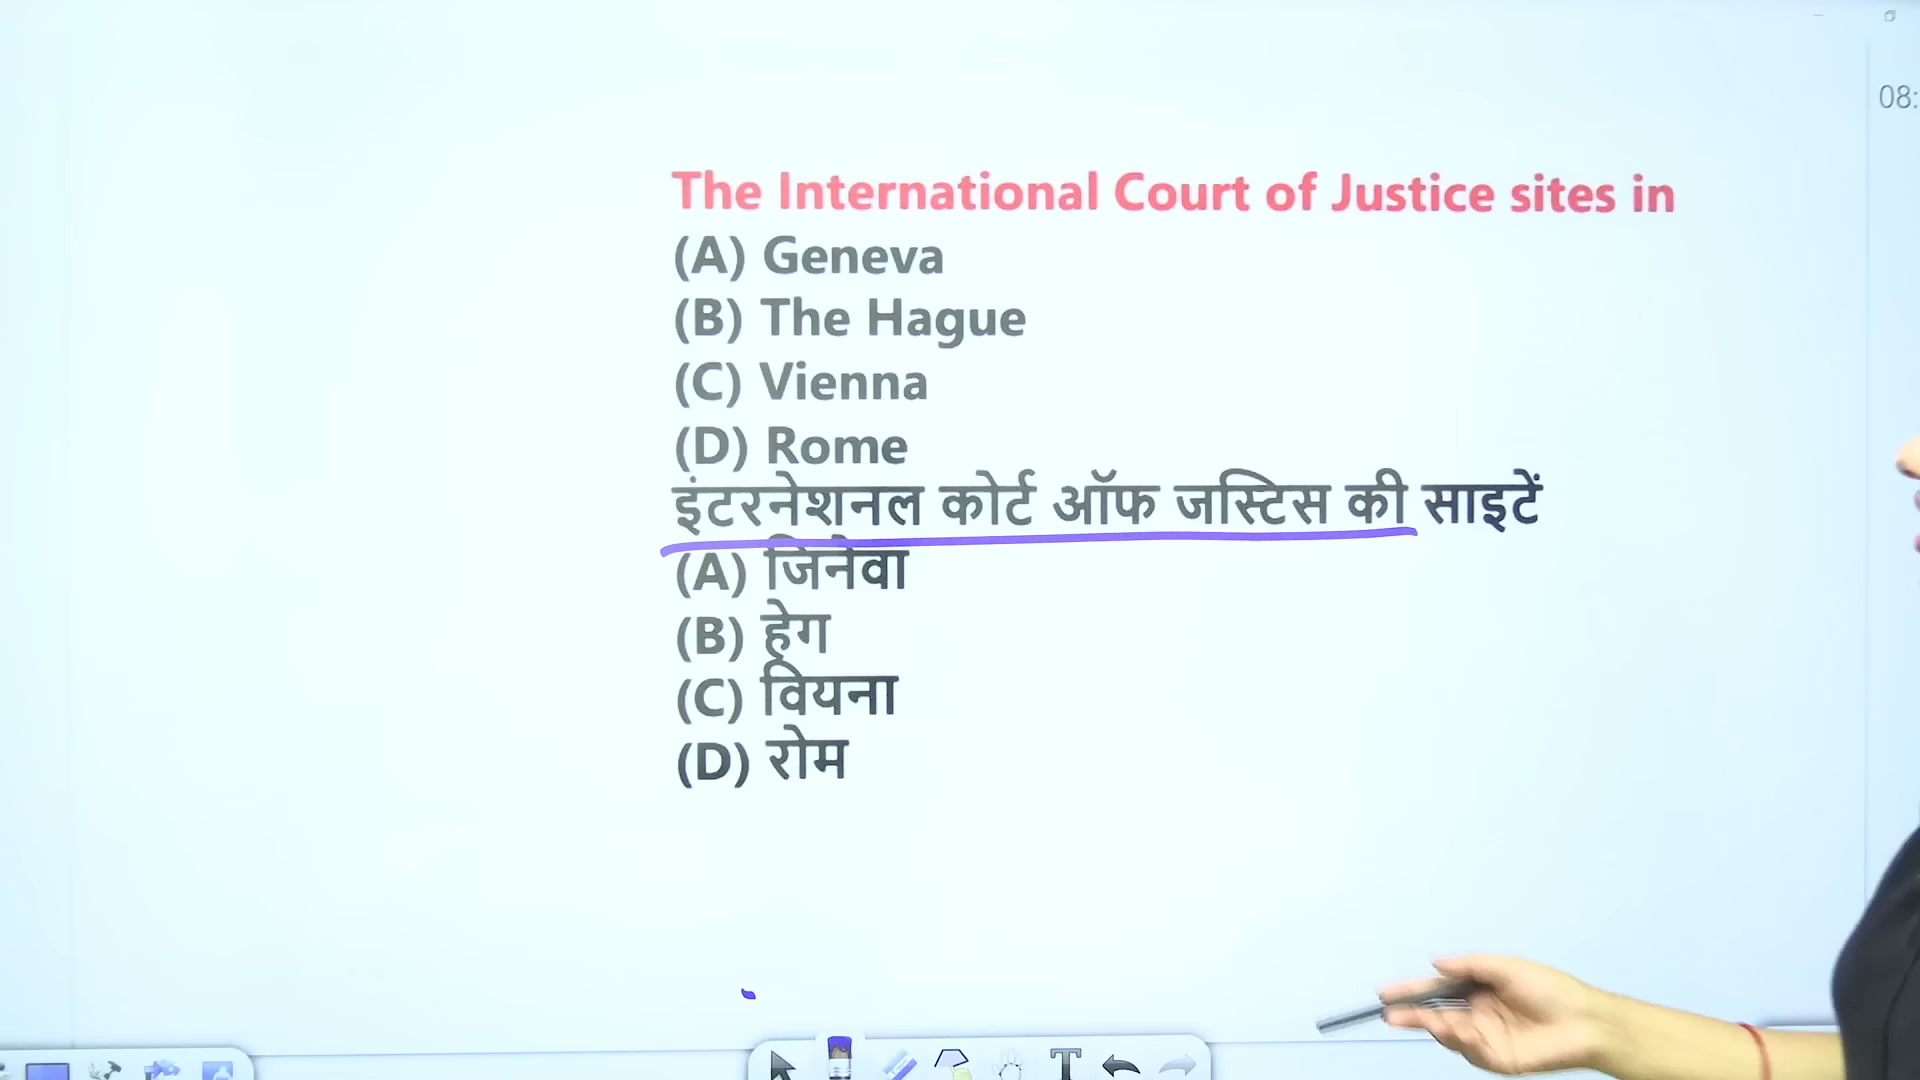 08:
The International Court of Justice sites in
(A) Geneva
(B) The Hague
(C) Vienna
(D) Rome
इंटरनेशनल कोर्ट ऑफ जस्टिस की साइटें
(A) जिनेवा
(B) हेग
(C) वियना
(D) रोम
T